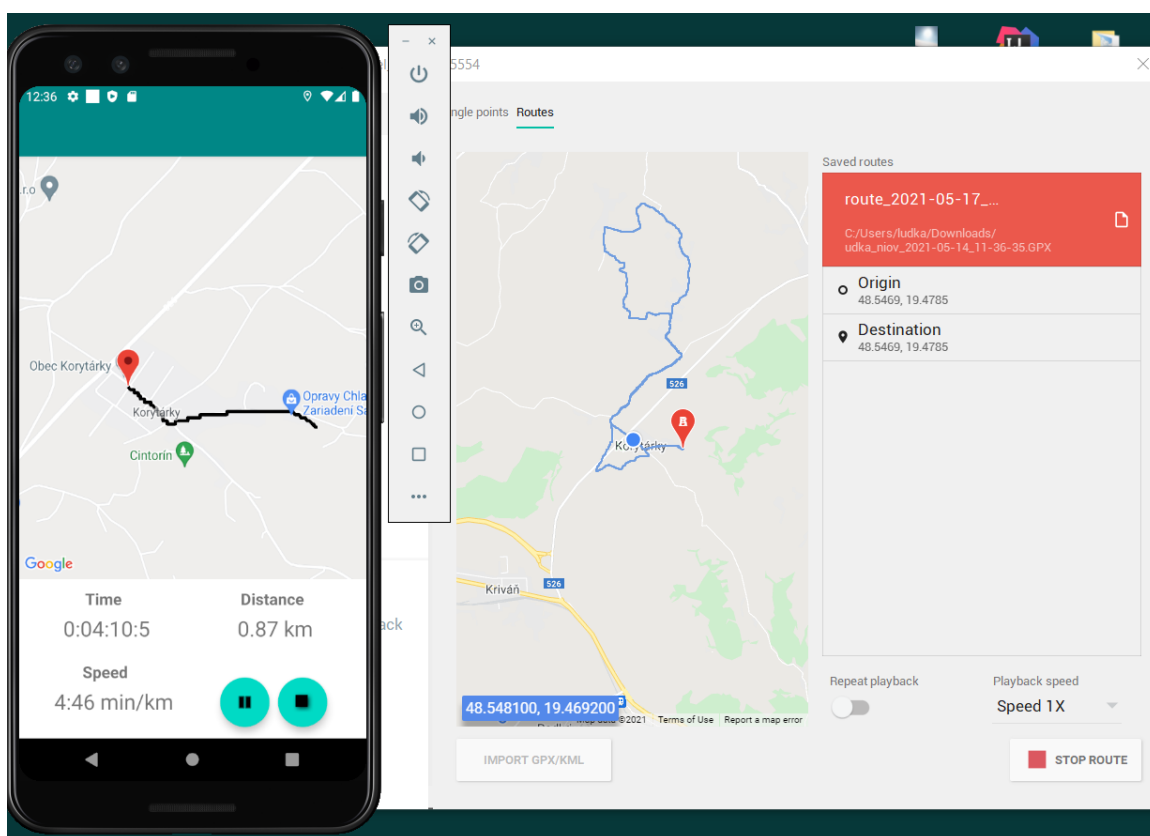 12:36
r.o
Obec Korytárky
Korytárky
Opravy Chla
Zariadeni Sa
Cintorín
Google
Time
Distance
0:04:10:5
0.87 km
Speed
4:46 min/km
5554
ngle points
Routes
ack
526
Korytárky
Kriváň
526
48.548100, 19.469200
Map data ©2021
Terms of Use
Report a map error
IMPORT GPX/KML
Saved routes
route_2021-05-17_...
C:/Users/ludka/Downloads/
udka_niov_2021-05-14_11-36-35.GPX
Origin
48.5469, 19.4785
Destination
48.5469, 19.4785
Repeat playback
Playback speed
Speed 1X
STOP ROUTE